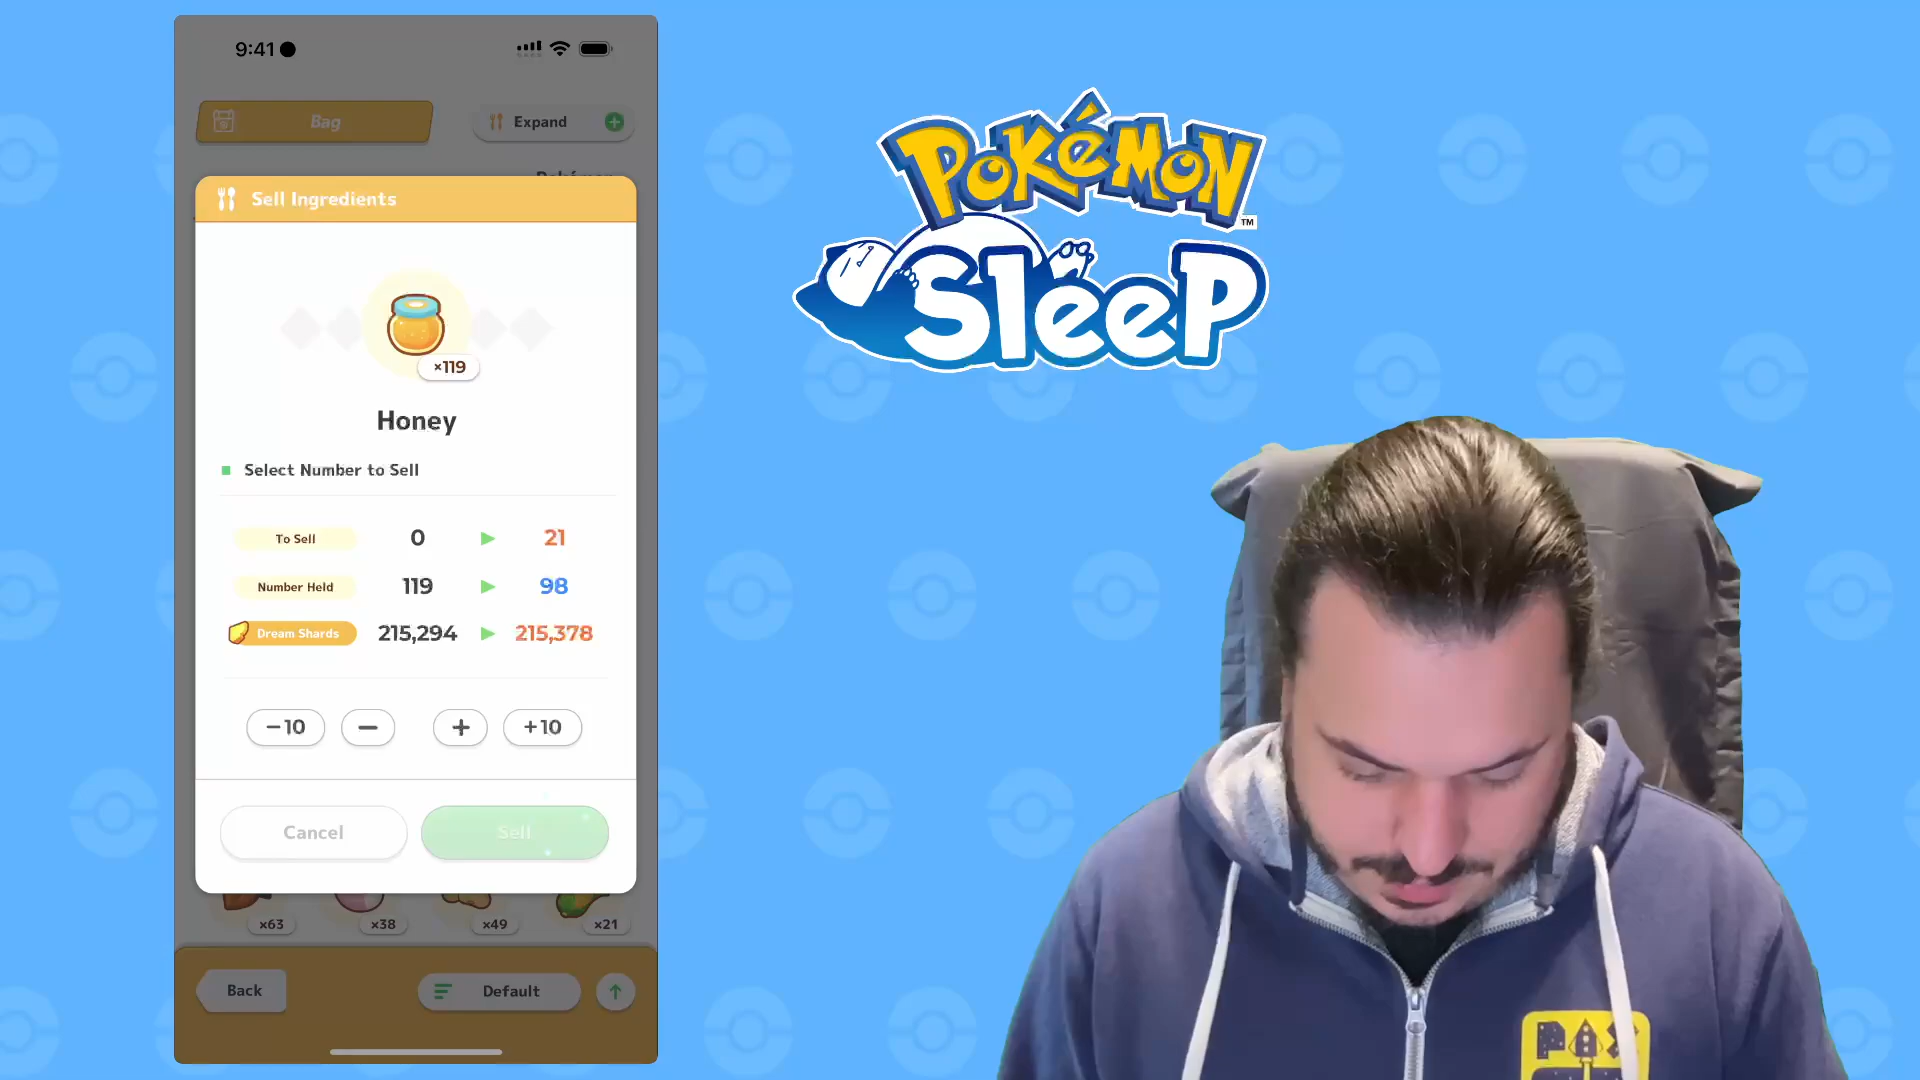 9:41
Bag
Expand
Sell Ingredients
×119
Honey
Select Number to Sell
To Sell 0 21
Number Held 119 98
Dream Shards 215,294 215,378
−10 − + +10
Cancel Sell
×63 ×38 ×49 ×21
Back Default
POKÉMON
TM
Sleep
PAX